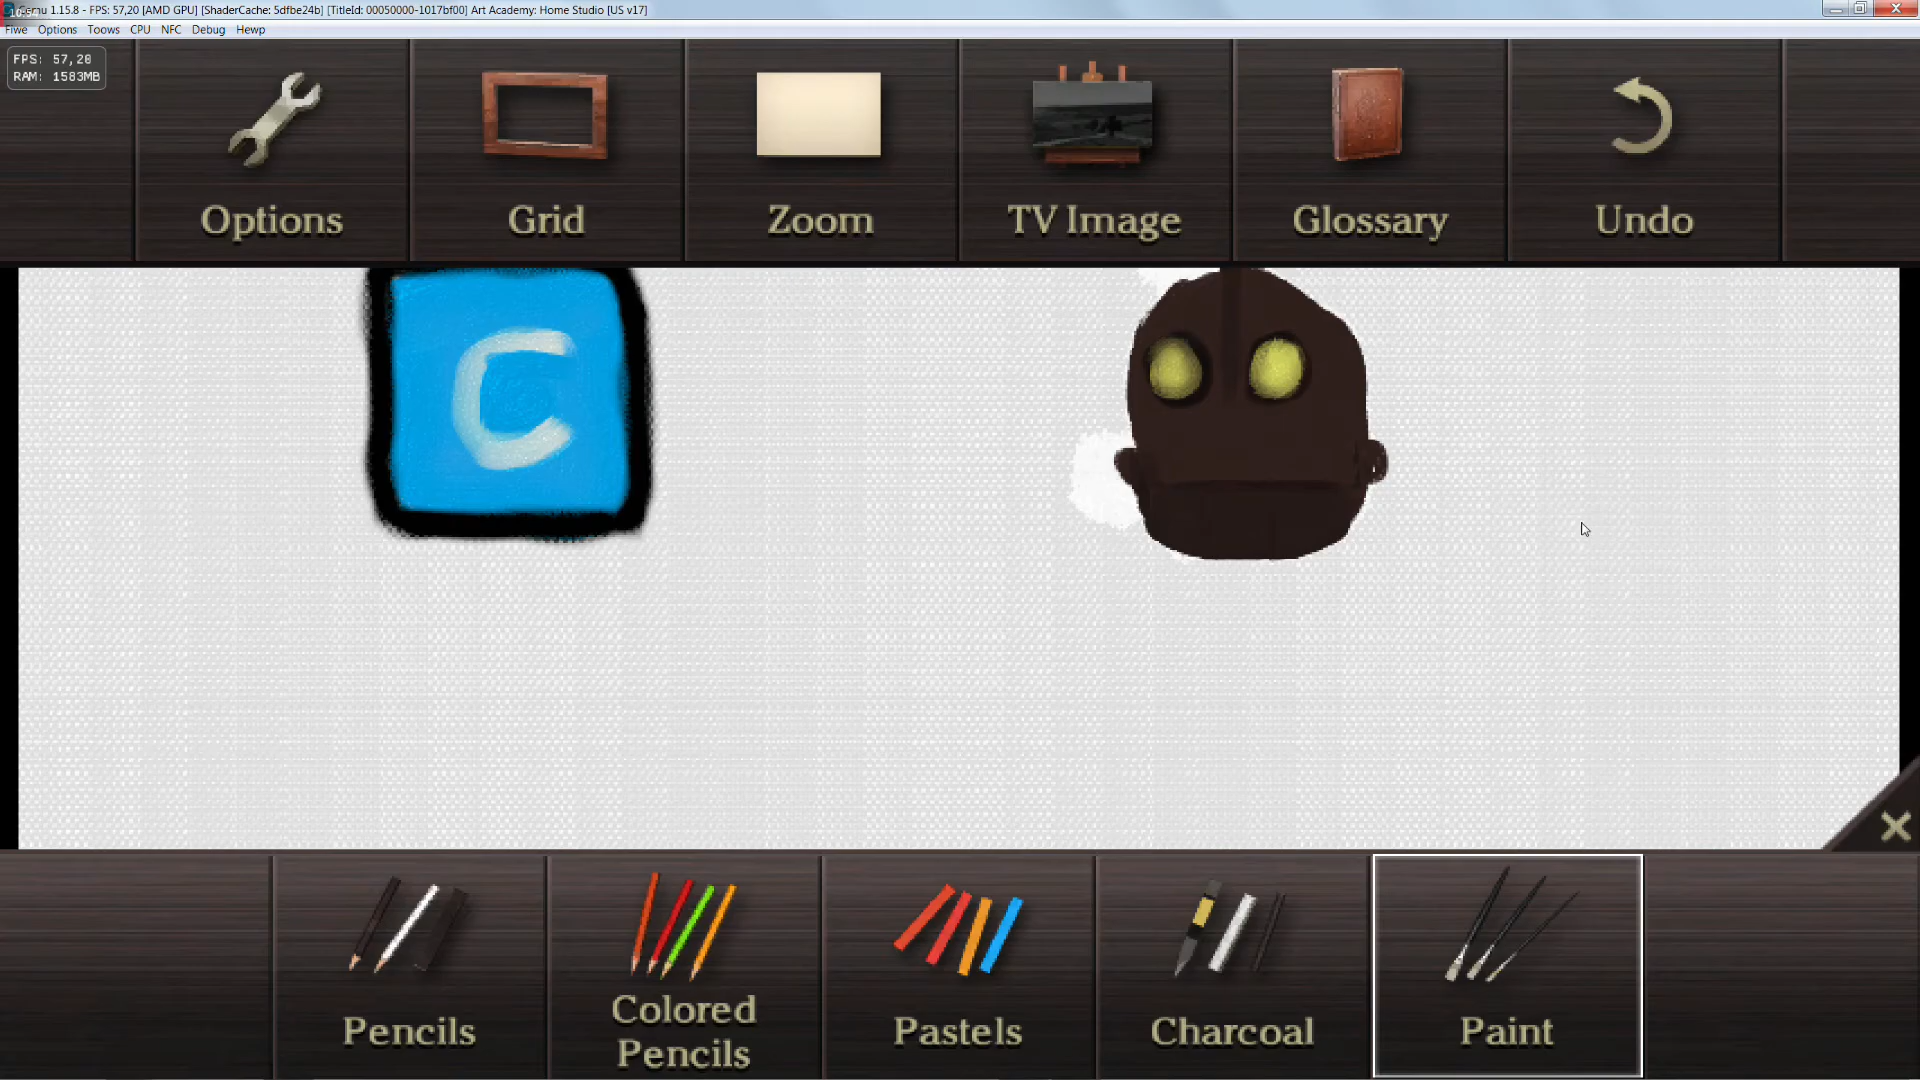 Cemu 1.15.8 - FPS: 57,20 [AMD GPU] [ShaderCache: 5dfbe24b] [TitleId: 00050000-1017bf00] Art Academy: Home Studio [US v17]
Fiwe Options Toows CPU NFC Debug Hewp
FPS: 57,20
RAM: 1583MB
Options Grid Zoom TV Image Glossary Undo
C
Pencils Colored Pastels Charcoal Paint
Pencils